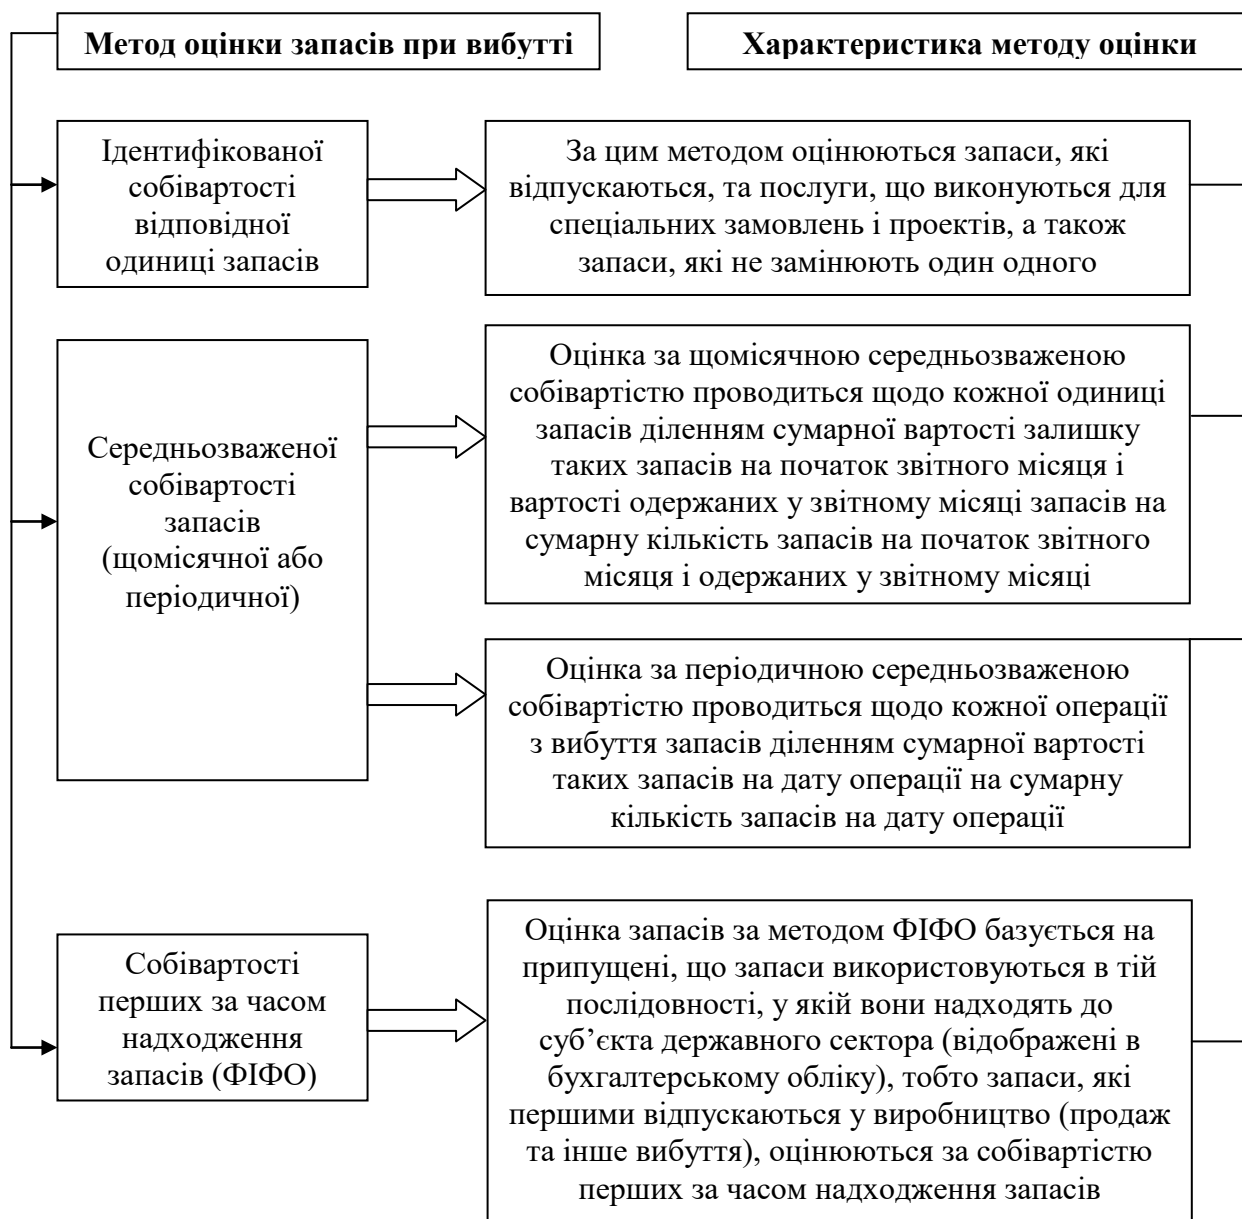 Метод оцінки запасів при вибутті
Характеристика методу оцінки
Ідентифікованої
собівартості
відповідної
одиниці запасів
За цим методом оцінюються запаси, які
відпускаються, та послуги, що виконуються для
спеціальних замовлень і проектів, а також
запаси, які не замінюють один одного
Середньозваженої
собівартості
запасів
(щомісячної або
періодичної)
Оцінка за щомісячною середньозваженою
собівартістю проводиться щодо кожної одиниці
запасів діленням сумарної вартості залишку
таких запасів на початок звітного місяця і
вартості одержаних у звітному місяці запасів на
сумарну кількість запасів на початок звітного
місяця і одержаних у звітному місяці
Оцінка за періодичною середньозваженою
собівартістю проводиться щодо кожної операції
з вибуття запасів діленням сумарної вартості
таких запасів на дату операції на сумарну
кількість запасів на дату операції
Собівартості
перших за часом
надходження
запасів (ФІФО)
Оцінка запасів за методом ФІФО базується на
припущені, що запаси використовуються в тій
послідовності, у якій вони надходять до
суб’єкта державного сектора (відображені в
бухгалтерському обліку), тобто запаси, які
першими відпускаються у виробництво (продаж
та інше вибуття), оцінюються за собівартістю
перших за часом надходження запасів